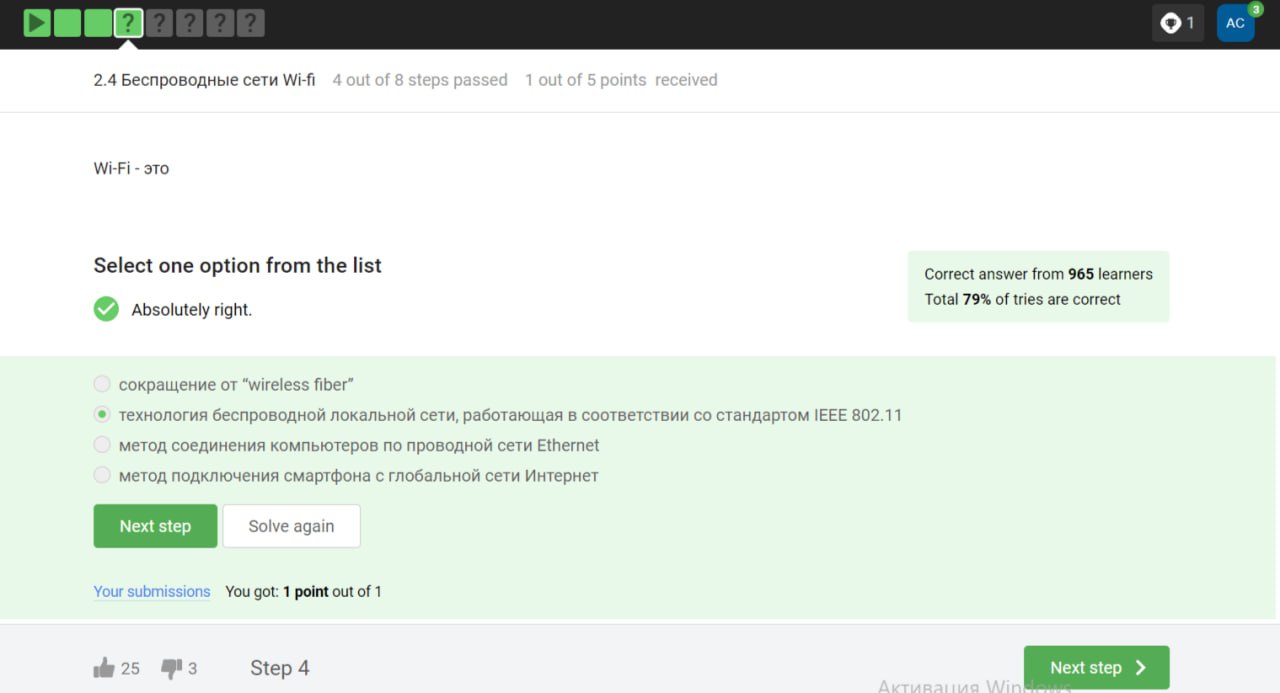 ? ? ? ? ?
1
AC
3
2.4 Беспроводные сети Wi-fi 4 out of 8 steps passed 1 out of 5 points received
Wi-Fi - это
Select one option from the list
Absolutely right.
Correct answer from 965 learners
Total 79% of tries are correct
сокращение от “wireless fiber”
технология беспроводной локальной сети, работающая в соответствии со стандартом IEEE 802.11
метод соединения компьютеров по проводной сети Ethernet
метод подключения смартфона с глобальной сети Интернет
Next step Solve again
Your submissions You got: 1 point out of 1
25 3 Step 4 Next step
Активация Windows